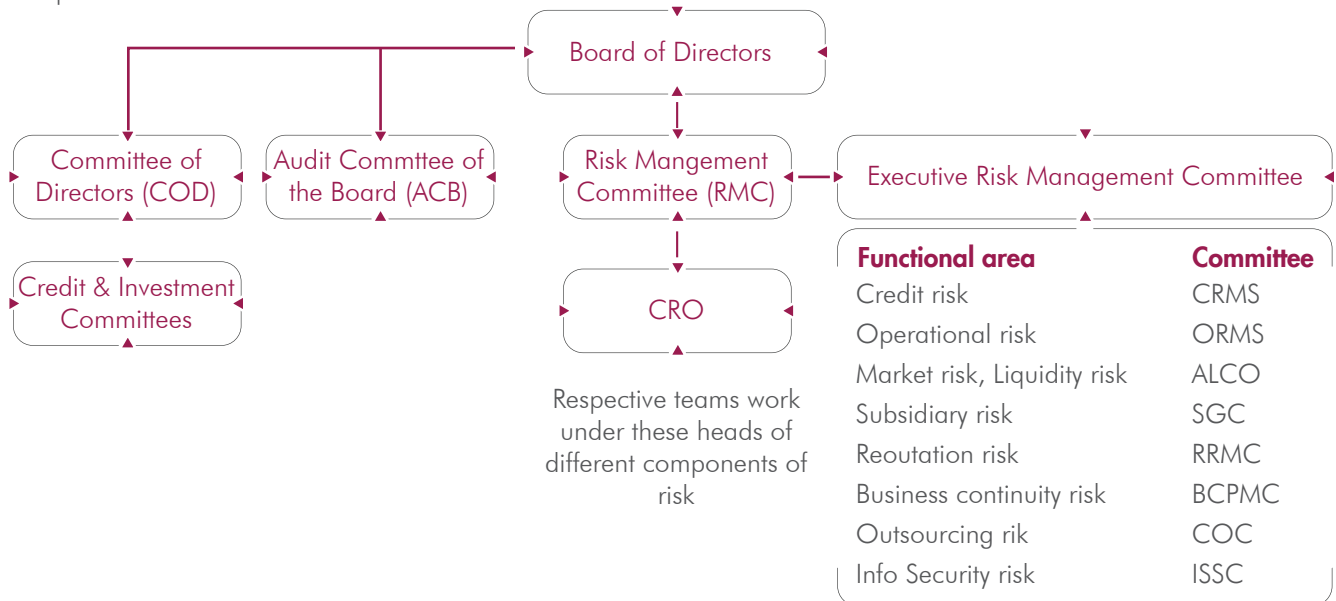 Board of Directors
Committee of
Directors (COD)
Audit Commttee of
the Board (ACB)
Risk Mangement
Committee (RMC)
Executive Risk Management Committee
Credit & Investment
Committees
CRO
Respective teams work
under these heads of
different components of
risk
Functional area Committee
Credit risk CRMS
Operational risk ORMS
Market risk, Liquidity risk ALCO
Subsidiary risk SGC
Reoutation risk RRMC
Business continuity risk BCPMC
Outsourcing rik COC
Info Security risk ISSC